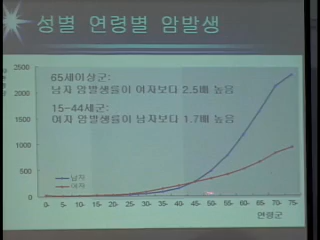 성별 연령별 암발생
65세이상군:
남자 암발생률이 여자보다 2.5배 높음
15-44세군:
여자 암발생률이 남자보다 1.7배 높음
2500
2000
1500
1000
500
0
남자
여자
0- 5- 10- 15- 20- 25- 30- 35- 40- 45- 50- 55- 60- 65- 70- 75-
연령군